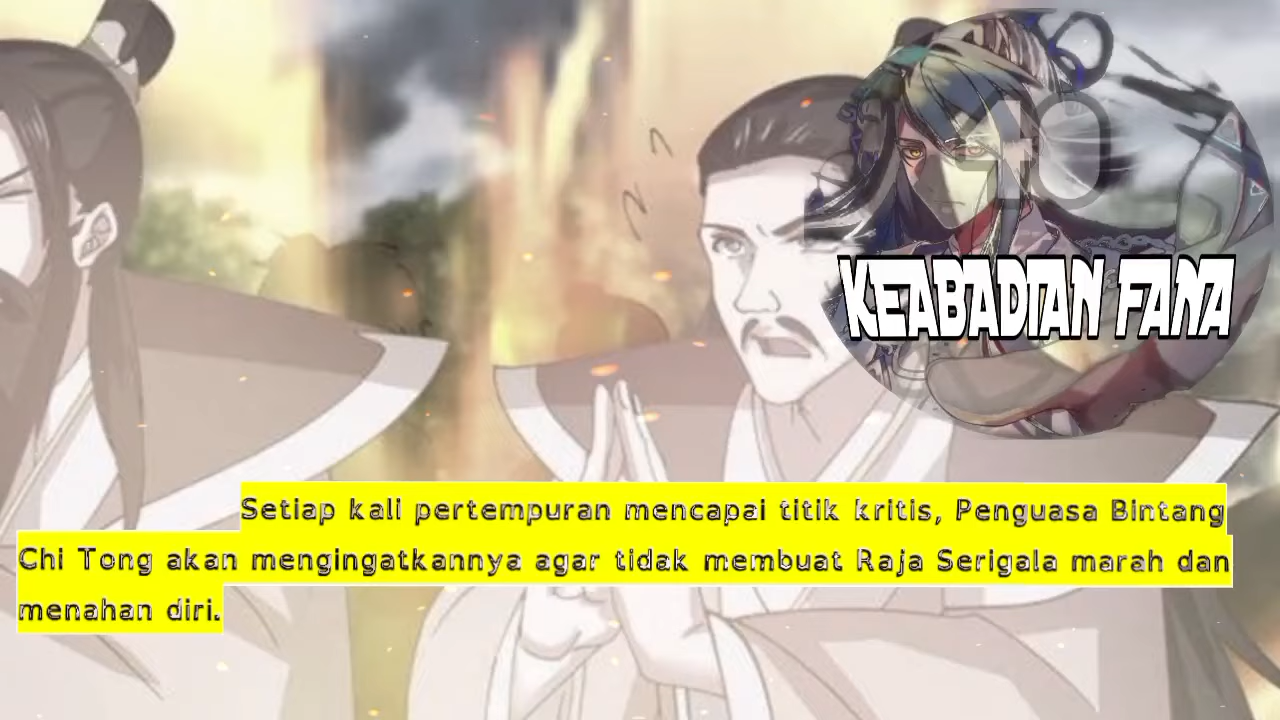 KEABADIAN FANA
Setiap kali pertempuran mencapai titik kritis, Penguasa Bintang
Chi Tong akan mengingatkannya agar tidak membuat Raja Serigala marah dan
menahan diri.